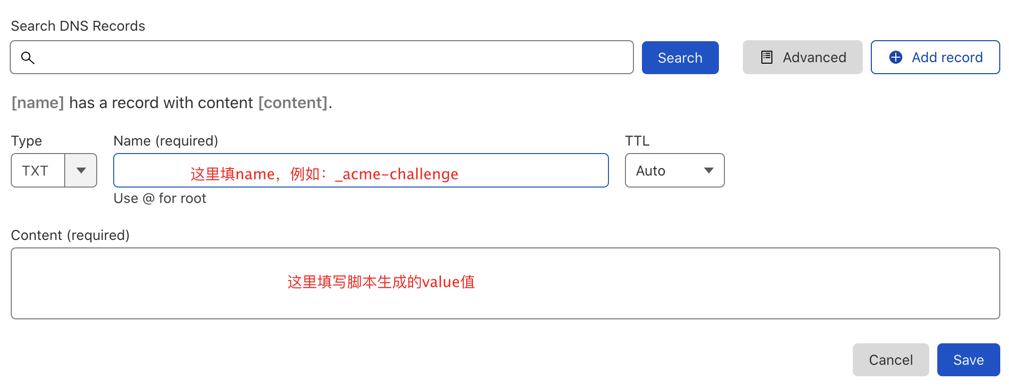 Search DNS Records
Search
Advanced
Add record
[name] has a record with content [content].
Type
Name (required)
TTL
TXT
这里填name，例如：_acme-challenge
Auto
Use @ for root
Content (required)
这里填写脚本生成的value值
Cancel
Save